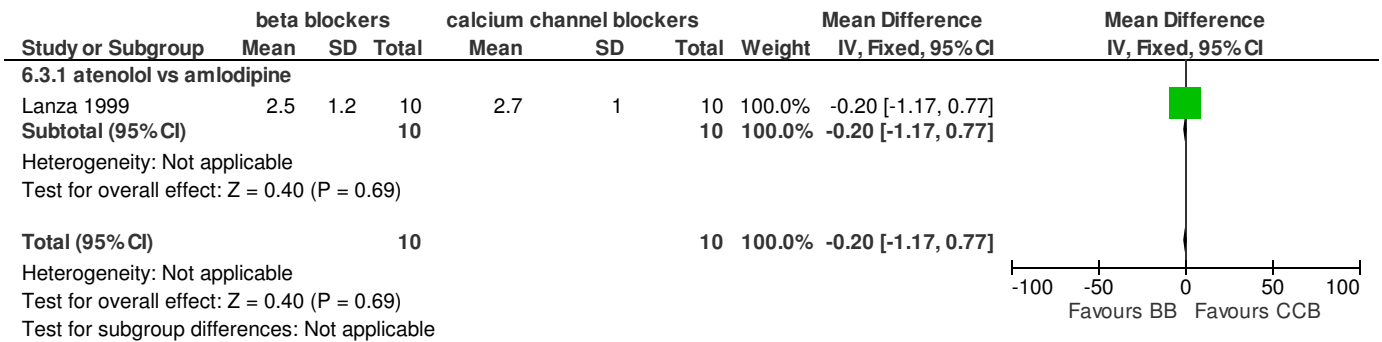 beta blockers calcium channel blockers Mean Difference Mean Difference
Study or Subgroup Mean SD Total Mean SD Total Weight IV, Fixed, 95% CI IV, Fixed, 95% CI
6.3.1 atenolol vs amlodipine
Lanza 1999 2.5 1.2 10 2.7 1 10 100.0% -0.20 [-1.17, 0.77]
Subtotal (95% CI) 10 10 100.0% -0.20 [-1.17, 0.77]
Heterogeneity: Not applicable
Test for overall effect: Z = 0.40 (P = 0.69)
Total (95% CI) 10 10 100.0% -0.20 [-1.17, 0.77]
Heterogeneity: Not applicable
Test for overall effect: Z = 0.40 (P = 0.69)
Test for subgroup differences: Not applicable
-100 -50 0 50 100
Favours BB Favours CCB